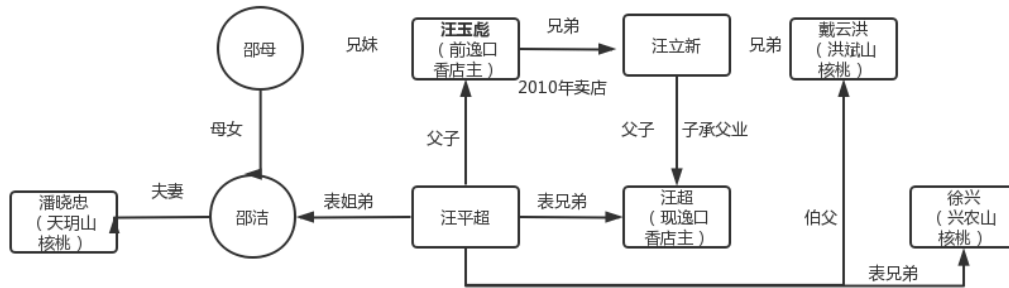 邵母
兄妹
汪玉彪
（前逸口
香店主）
兄弟
2010年卖店
汪立新
兄弟
戴云洪
（洪斌山
核桃）
母女
父子
父子
子承父业
潘晓忠
（天玥山
核桃）
夫妻
邵洁
表姐弟
汪平超
表兄弟
汪超
（现逸口
香店主）
伯父
徐兴
（兴农山
核桃）
表兄弟